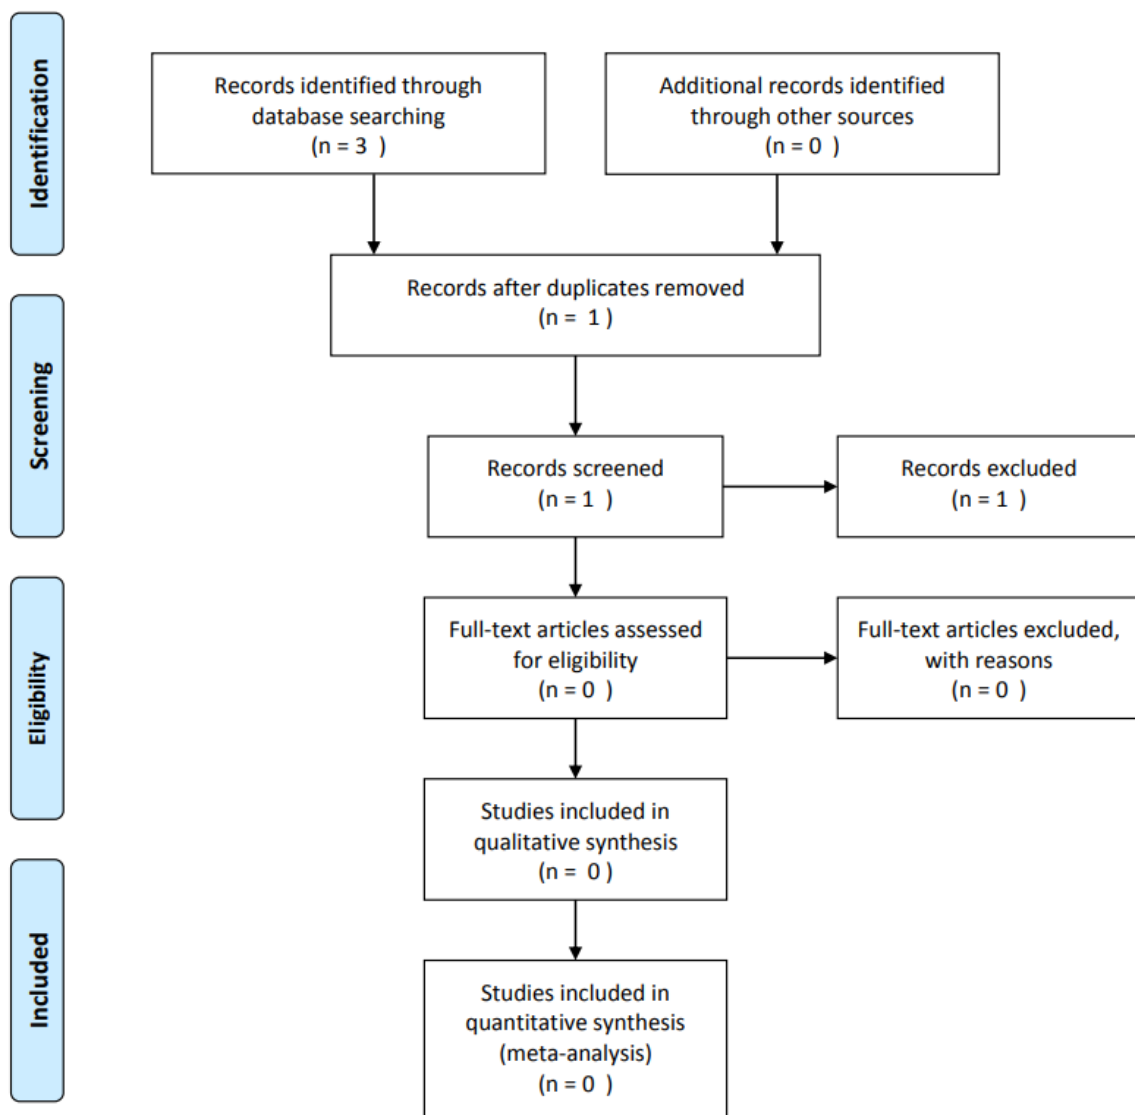 Identification
Records identified through
database searching
(n = 3  )
Additional records identified
through other sources
(n = 0  )
Records after duplicates removed
(n =  1 )
Screening
Records screened
(n = 1  )
Records excluded
(n = 1  )
Eligibility
Full-text articles assessed
for eligibility
(n = 0  )
Full-text articles excluded,
with reasons
(n = 0  )
Studies included in
qualitative synthesis
(n =  0 )
Included
Studies included in
quantitative synthesis
(meta-analysis)
(n = 0  )